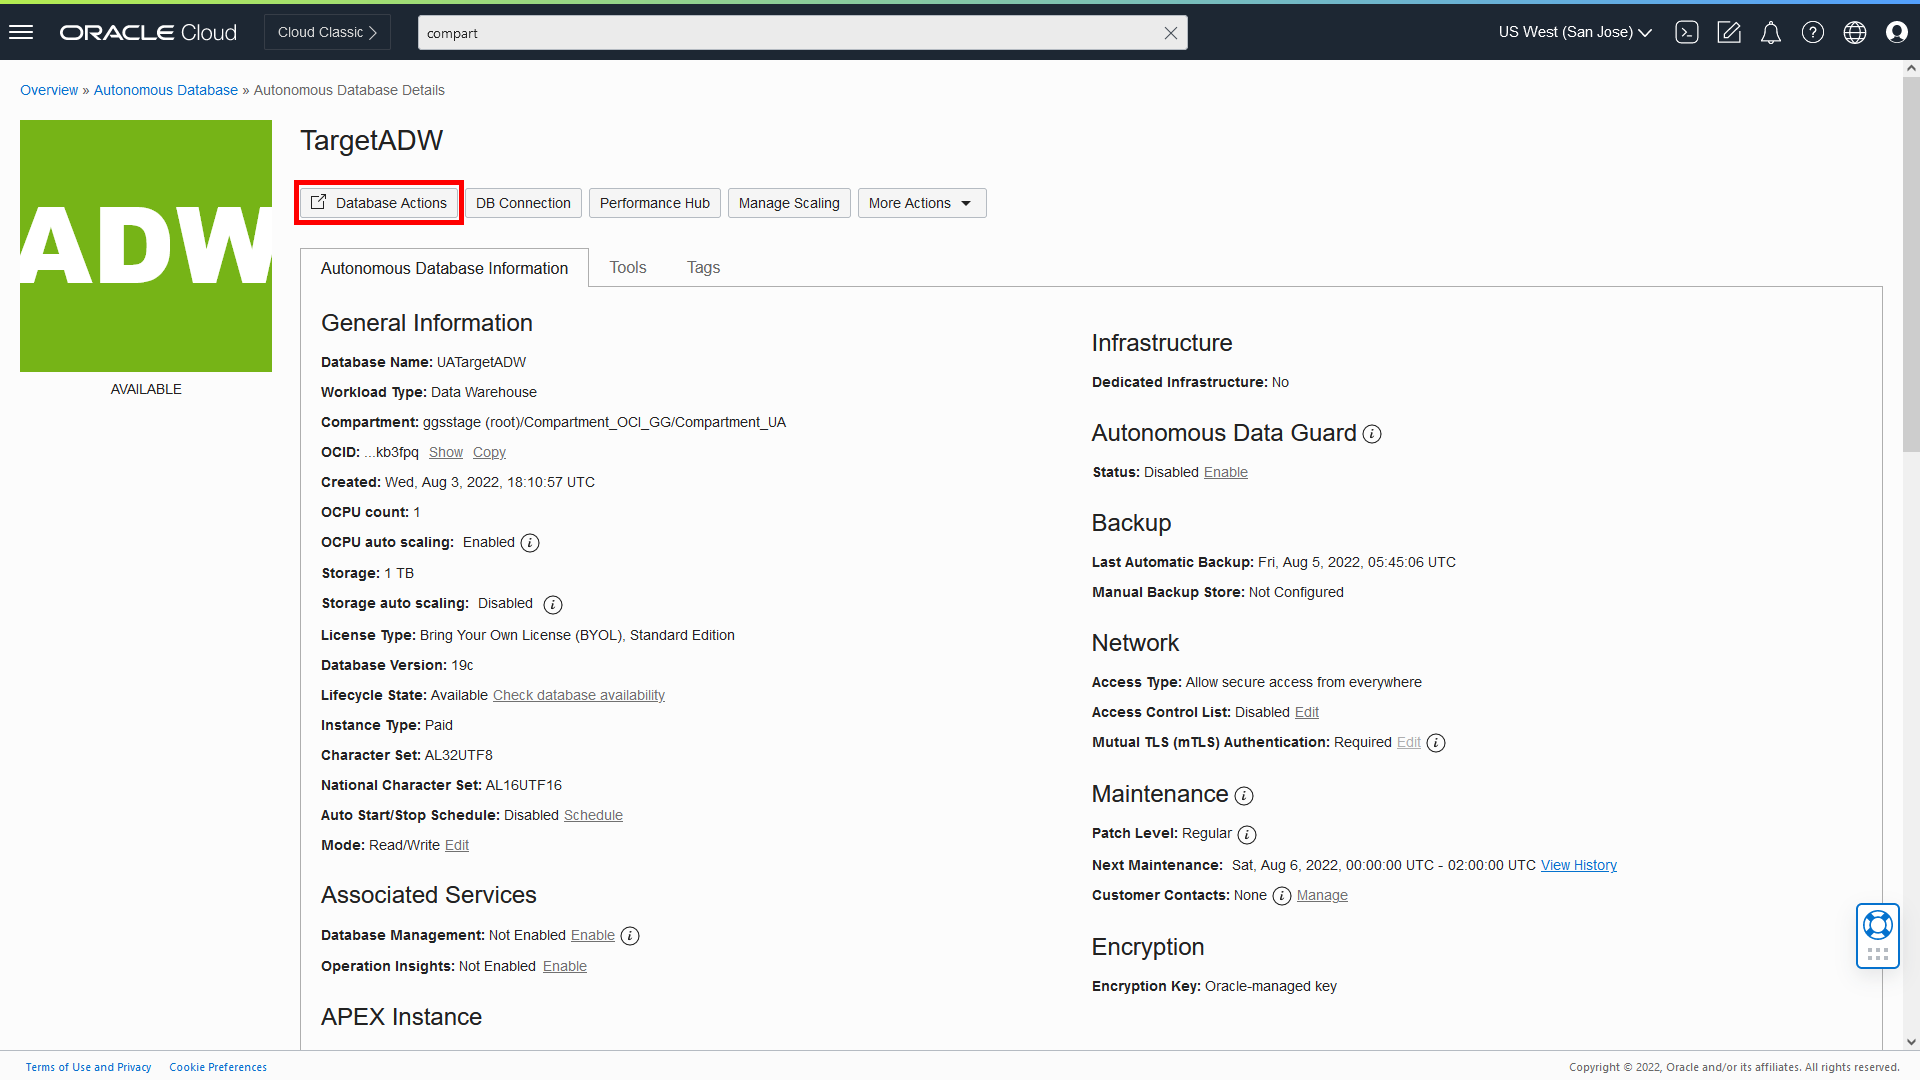 ORACLE Cloud
Cloud Classic
compart
US West (San Jose)
Overview » Autonomous Database » Autonomous Database Details
ADW
AVAILABLE
TargetADW
Database Actions
DB Connection
Performance Hub
Manage Scaling
More Actions
Autonomous Database Information
Tools
Tags
General Information
Database Name: UATargetADW
Workload Type: Data Warehouse
Compartment: ggsstage (root)/Compartment_OCI_GG/Compartment_UA
OCID: ...kb3fpq Show Copy
Created: Wed, Aug 3, 2022, 18:10:57 UTC
OCPU count: 1
OCPU auto scaling: Enabled
Storage: 1 TB
Storage auto scaling: Disabled
License Type: Bring Your Own License (BYOL), Standard Edition
Database Version: 19c
Lifecycle State: Available Check database availability
Instance Type: Paid
Character Set: AL32UTF8
National Character Set: AL16UTF16
Auto Start/Stop Schedule: Disabled Schedule
Mode: Read/Write Edit
Associated Services
Database Management: Not Enabled Enable
Operation Insights: Not Enabled Enable
APEX Instance
Infrastructure
Dedicated Infrastructure: No
Autonomous Data Guard
Status: Disabled Enable
Backup
Last Automatic Backup: Fri, Aug 5, 2022, 05:45:06 UTC
Manual Backup Store: Not Configured
Network
Access Type: Allow secure access from everywhere
Access Control List: Disabled Edit
Mutual TLS (mTLS) Authentication: Required Edit
Maintenance
Patch Level: Regular
Next Maintenance: Sat, Aug 6, 2022, 00:00:00 UTC - 02:00:00 UTC View History
Customer Contacts: None Manage
Encryption
Encryption Key: Oracle-managed key
Terms of Use and Privacy
Cookie Preferences
Copyright © 2022, Oracle and/or its affiliates. All rights reserved.